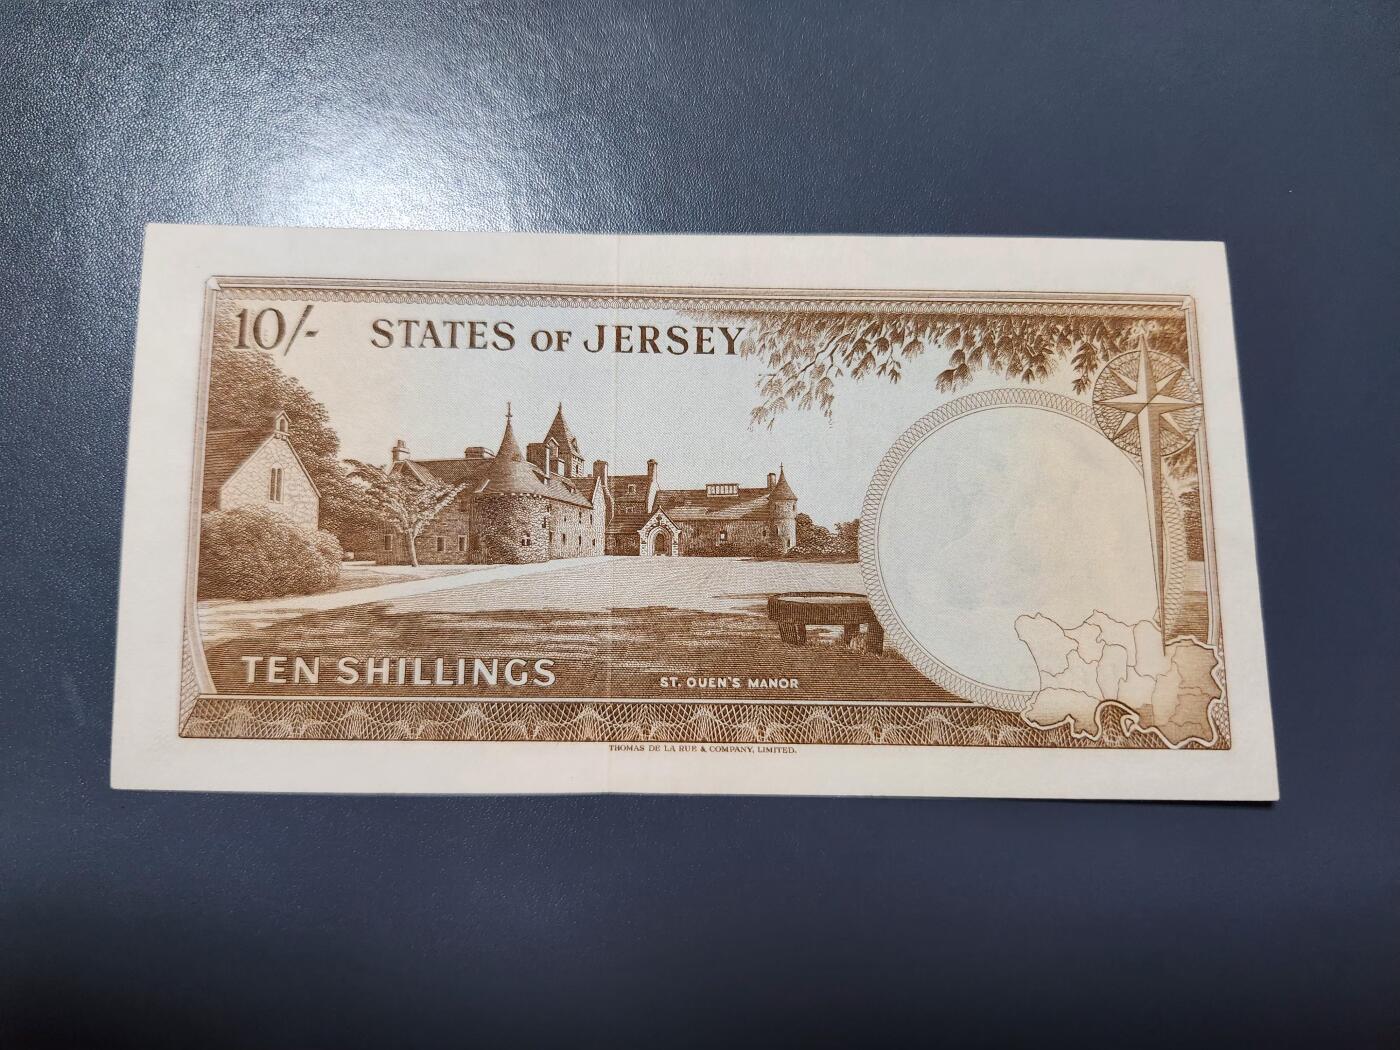 10/-
STATES OF JERSEY
TEN SHILLINGS
ST. OUEN'S MANOR
THOMAS DE LA RUE & COMPANY, LIMITED.